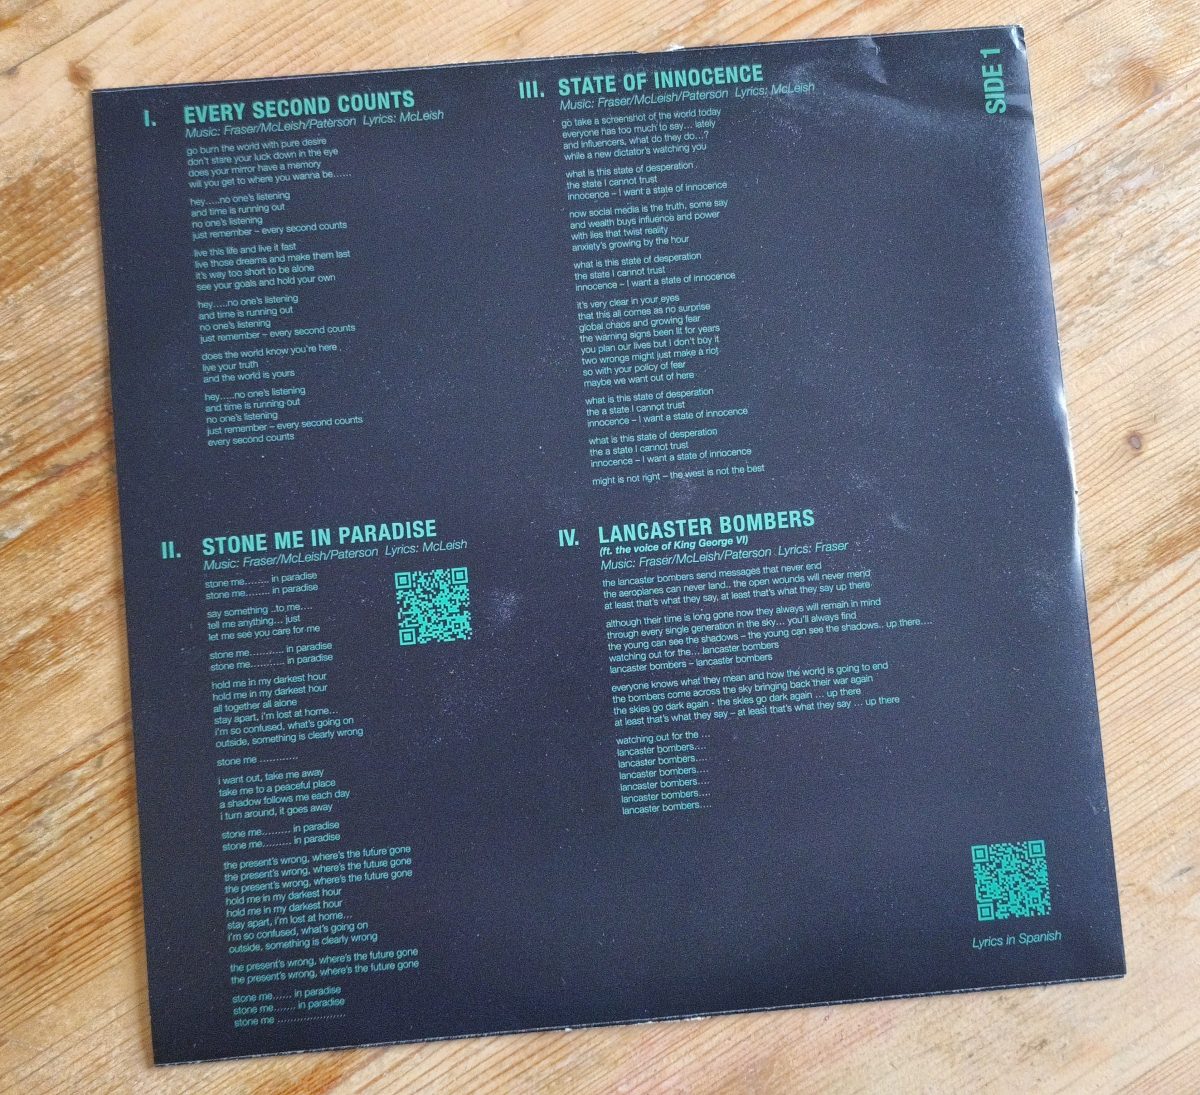 SIDE 1
I. EVERY SECOND COUNTS
Music: Fraser/McLeish/Paterson Lyrics: McLeish
go burn the world with pure desire
don't stare your luck down in the eye
does your mirror have a memory
will you get to where you wanna be……
hey…..no one's listening
and time is running out
no one's listening
just remember – every second counts
live this life and live it fast
live those dreams and make them last
it's way too short to be alone
see your goals and hold your own
hey…..no one's listening
and time is running out
no one's listening
just remember – every second counts
does the world know you're here
live your truth
and the world is yours
hey…..no one's listening
and time is running out
no one's listening
just remember – every second counts
every second counts
II. STONE ME IN PARADISE
Music: Fraser/McLeish/Paterson Lyrics: McLeish
stone me…….. in paradise
stone me…….. in paradise
say something ..to me….
tell me anything… just
let me see you care for me
stone me……….. in paradise
stone me……….. in paradise
hold me in my darkest hour
hold me in my darkest hour
all together all alone
stay apart, i'm lost at home…
i'm so confused, what's going on
outside, something is clearly wrong
stone me …………
i want out, take me away
take me to a peaceful place
a shadow follows me each day
i turn around, it goes away
stone me……… in paradise
stone me……… in paradise
the present's wrong, where's the future gone
the present's wrong, where's the future gone
the present's wrong, where's the future gone
hold me in my darkest hour
hold me in my darkest hour
stay apart, i'm lost at home…
i'm so confused, what's going on
outside, something is clearly wrong
the present's wrong, where's the future gone
the present's wrong, where's the future gone
stone me…… in paradise
stone me……. in paradise
stone me …………………
III. STATE OF INNOCENCE
Music: Fraser/McLeish/Paterson Lyrics: McLeish
go take a screenshot of the world today
everyone has too much to say… lately
and influencers, what do they do…?
while a new dictator's watching you
what is this state of desperation
the state I cannot trust
innocence – I want a state of innocence
now social media is the truth, some say
and wealth buys influence and power
with lies that twist reality
anxiety's growing by the hour
what is this state of desperation
the state I cannot trust
innocence – I want a state of innocence
it's very clear in your eyes
that this all comes as no surprise
global chaos and growing fear
the warning signs been lit for years
you plan our lives but I don't buy it
two wrongs might just make a riot
so with your policy of fear
maybe we want out of here
what is this state of desperation
the a state I cannot trust
innocence – I want a state of innocence
what is this state of desperation
the a state I cannot trust
innocence – I want a state of innocence
might is not right – the west is not the best
IV. LANCASTER BOMBERS
(ft. the voice of King George VI)
Music: Fraser/McLeish/Paterson Lyrics: Fraser
the lancaster bombers send messages that never end
the aeroplanes can never land.. the open wounds will never mend
at least that's what they say, at least that's what they say up there
although their time is long gone how they always will remain in mind
through every single generation in the sky… you'll always find
the young can see the shadows – the young can see the shadows.. up there….
watching out for the… lancaster bombers
lancaster bombers – lancaster bombers
everyone knows what they mean and how the world is going to end
the bombers come across the sky bringing back their war again
the skies go dark again - the skies go dark again … up there
at least that's what they say – at least that's what they say … up there
watching out for the …
lancaster bombers….
lancaster bombers….
lancaster bombers….
lancaster bombers….
lancaster bombers….
lancaster bombers….
Lyrics in Spanish